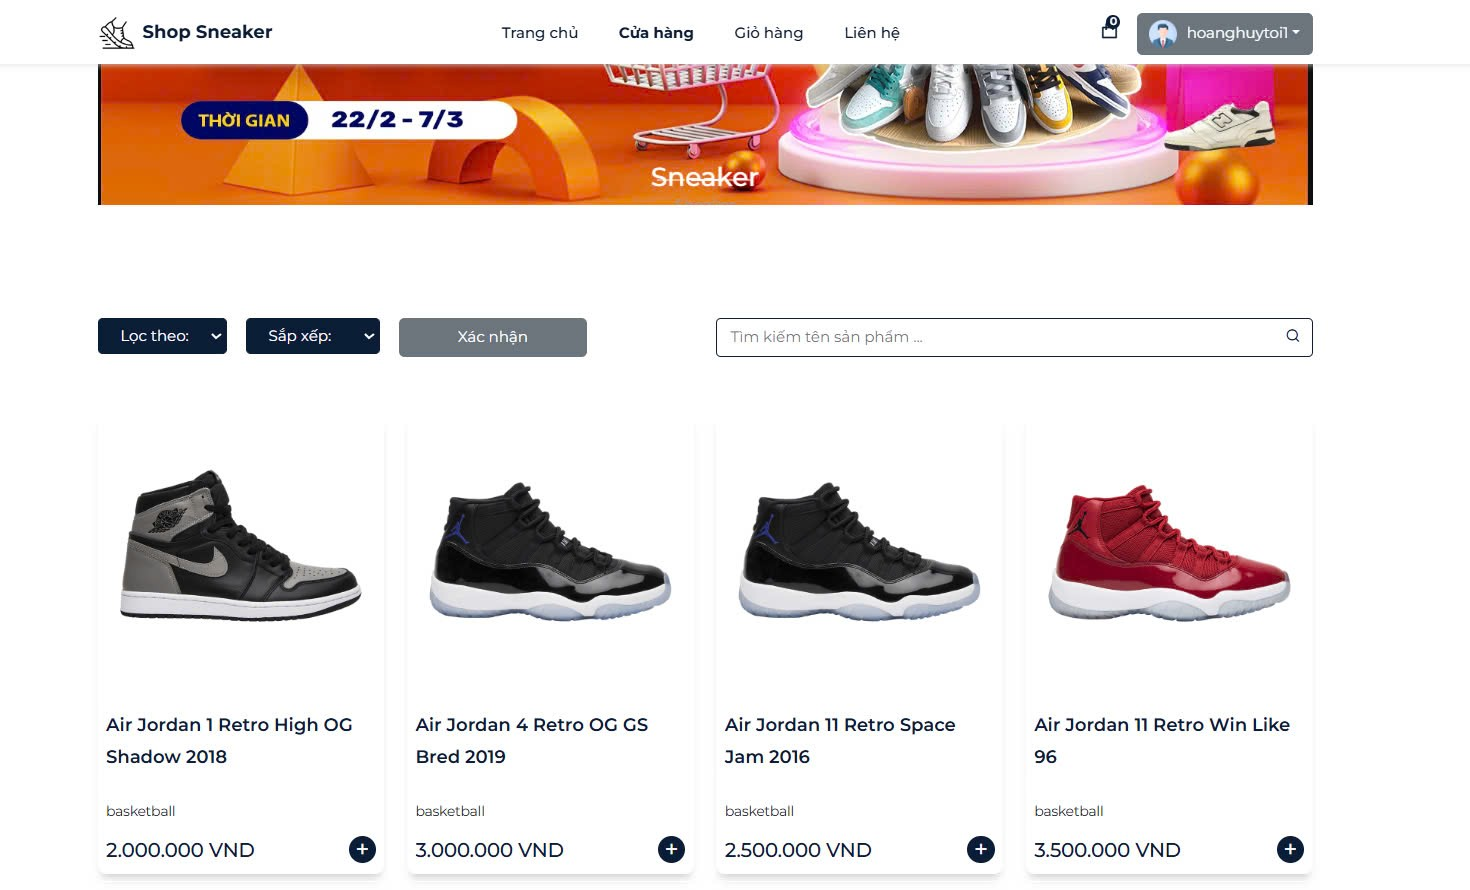 Shop Sneaker
Trang chủ
Cửa hàng
Giỏ hàng
Liên hệ
0
hoanghuytoi1
THỜI GIAN
22/2 - 7/3
Sneaker
Lọc theo:
Sắp xếp:
Xác nhận
Tìm kiếm tên sản phẩm ...
Air Jordan 1 Retro High OG
Shadow 2018
basketball
2.000.000 VND
+
Air Jordan 4 Retro OG GS
Bred 2019
basketball
3.000.000 VND
+
Air Jordan 11 Retro Space
Jam 2016
basketball
2.500.000 VND
+
Air Jordan 11 Retro Win Like
96
basketball
3.500.000 VND
+